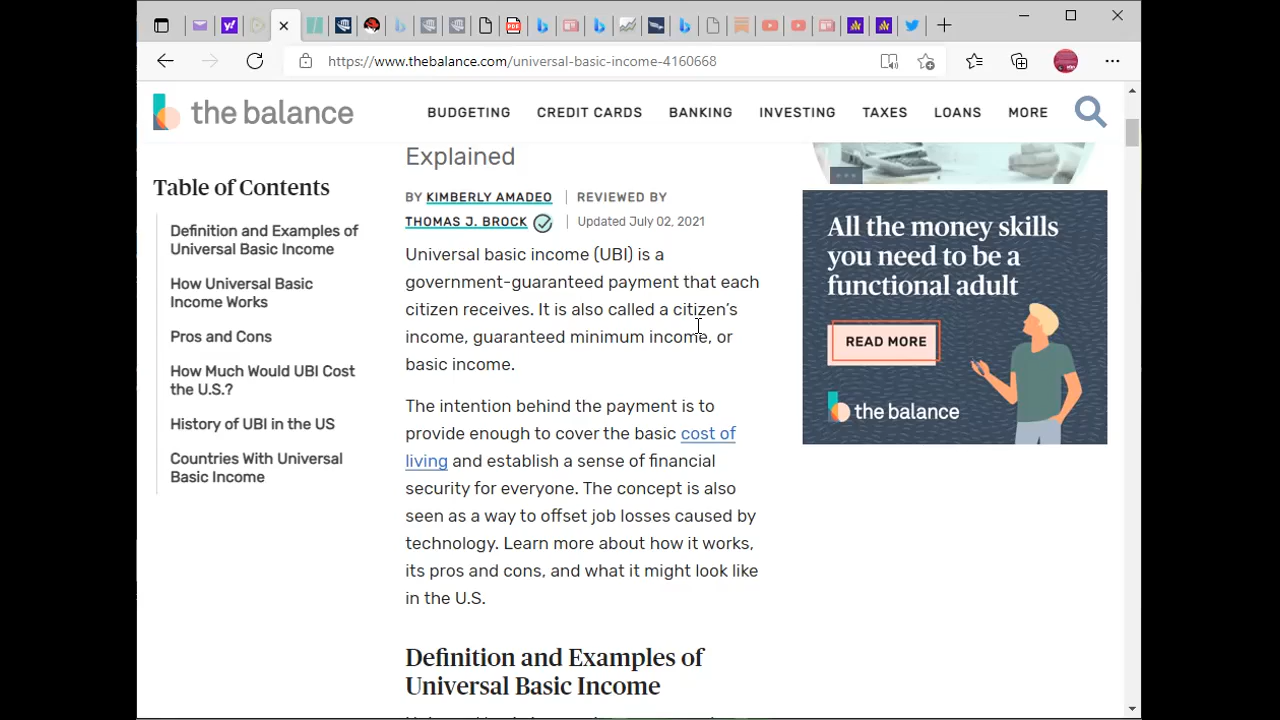 https://www.thebalance.com/universal-basic-income-4160668
the balance
BUDGETING CREDIT CARDS BANKING INVESTING TAXES LOANS MORE
Table of Contents
Definition and Examples of
Universal Basic Income
How Universal Basic
Income Works
Pros and Cons
How Much Would UBI Cost
the U.S.?
History of UBI in the US
Countries With Universal
Basic Income
Explained
BY KIMBERLY AMADEO REVIEWED BY
THOMAS J. BROCK Updated July 02, 2021
Universal basic income (UBI) is a
government-guaranteed payment that each
citizen receives. It is also called a citizen's
income, guaranteed minimum income, or
basic income.
The intention behind the payment is to
provide enough to cover the basic cost of
living and establish a sense of financial
security for everyone. The concept is also
seen as a way to offset job losses caused by
technology. Learn more about how it works,
its pros and cons, and what it might look like
in the U.S.
Definition and Examples of
Universal Basic Income
All the money skills
you need to be a
functional adult
READ MORE
the balance